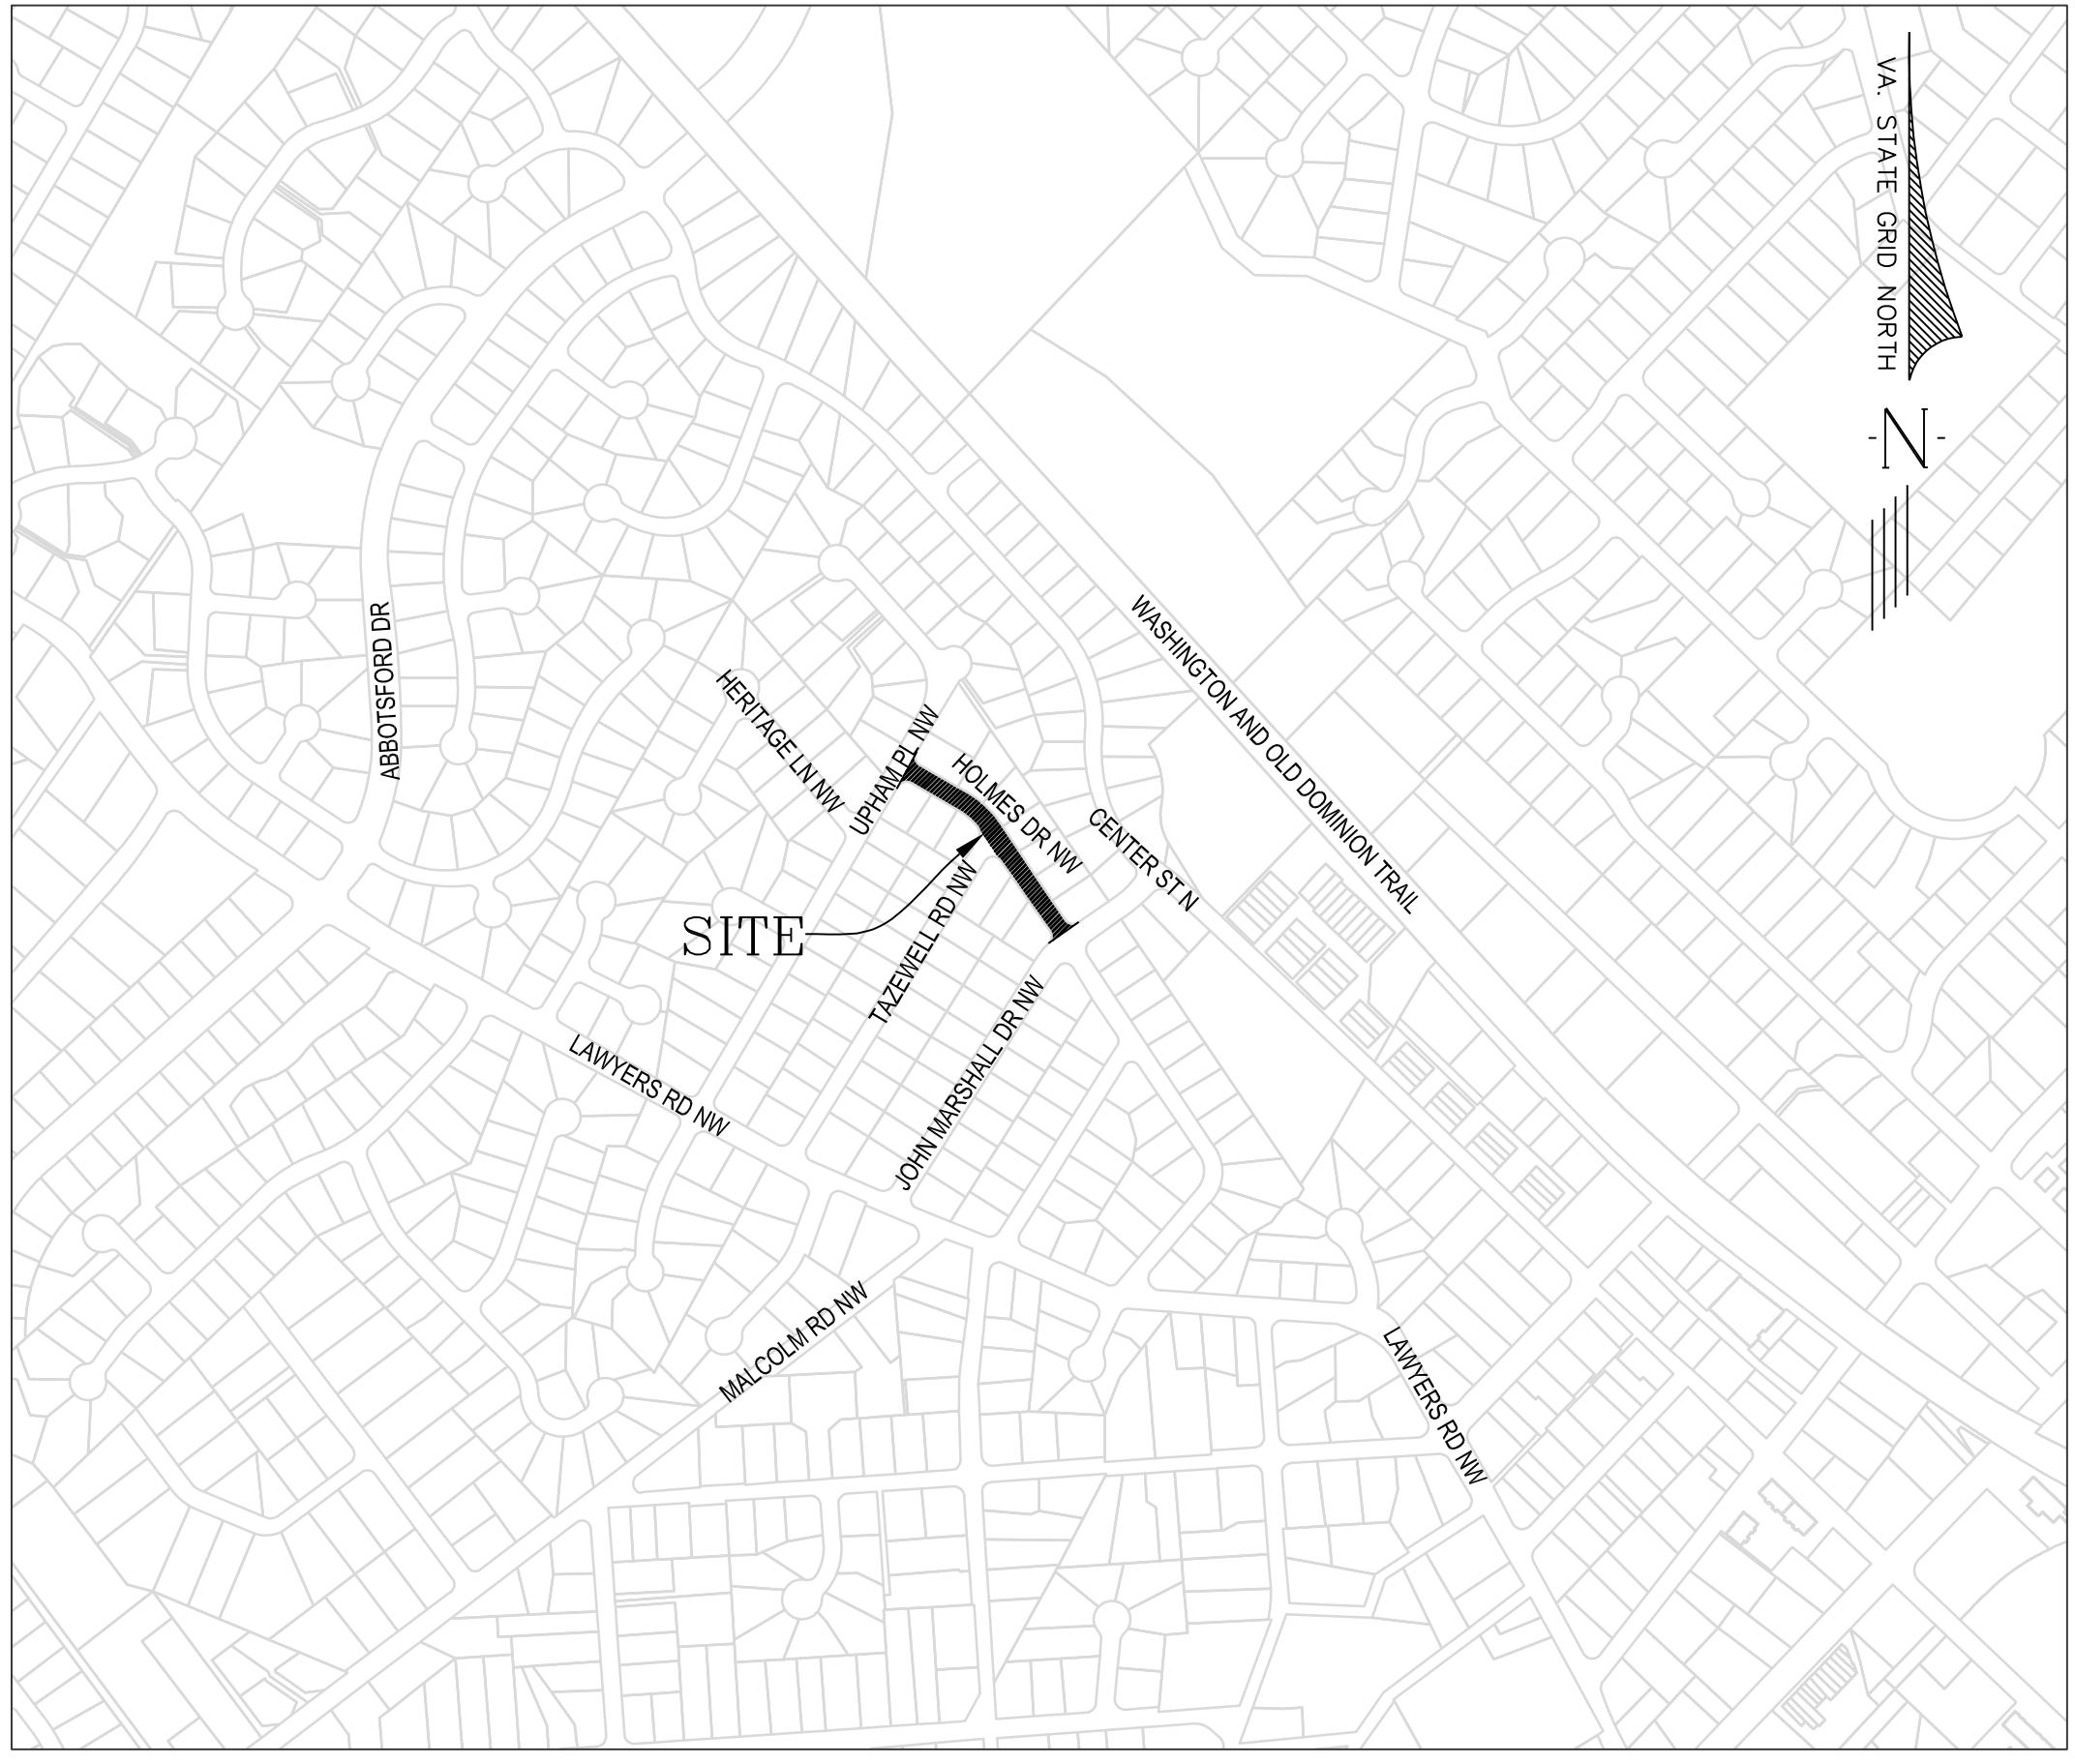 VA. STATE GRID NORTH
-N-
WASHINGTON AND OLD DOMINION TRAIL
ABBOTSFORD DR
HERITAGE LN NW
UPHAM PL NW
HOLMES DR NW
CENTER ST N
SITE
TAZEWELL RD NW
JOHN MARSHALL DR NW
LAWYERS RD NW
MALCOLM RD NW
LAWYERS RD NW